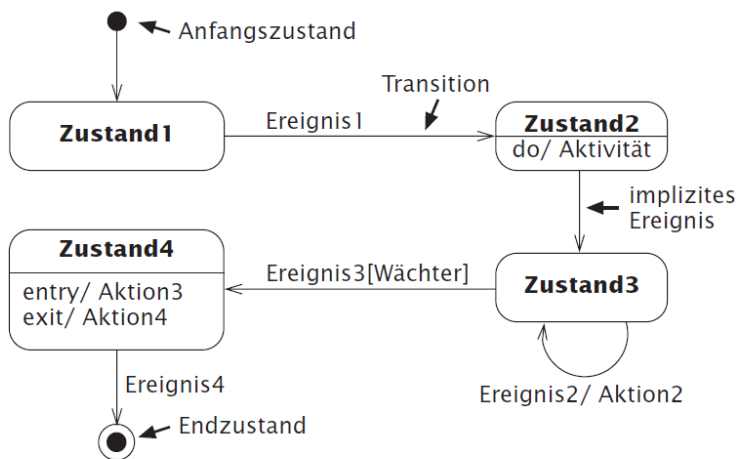 Anfangszustand
Transition
Zustand1
Ereignis1
Zustand2
do/ Aktivität
implizites
Ereignis
Zustand4
entry/ Aktion3
exit/ Aktion4
Ereignis3[Wächter]
Zustand3
Ereignis2/ Aktion2
Ereignis4
Endzustand